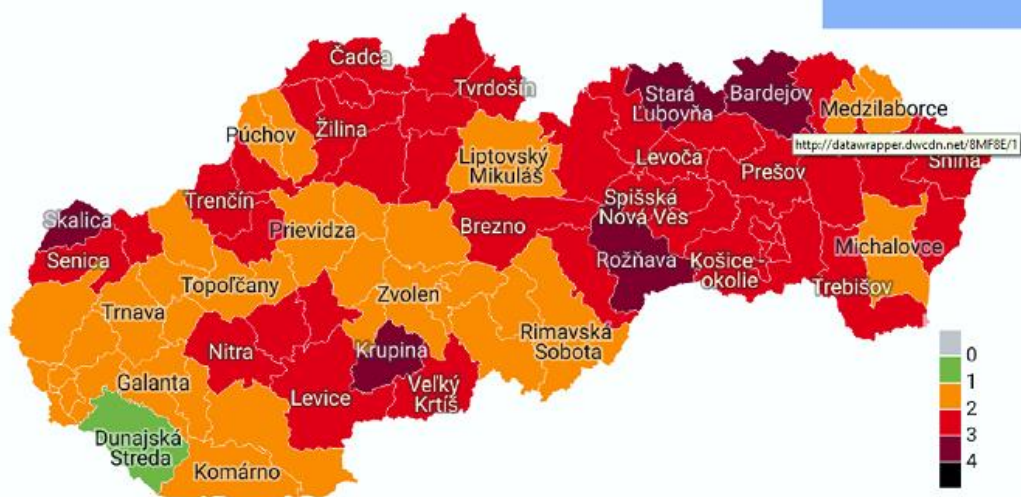 Čadca
Tvrdošín
Stará
Ľubovňa
Bardejov
Medzilaborce
Púchov
Žilina
http://datawrapper.dwcdn.net/8MF8E/1
Liptovský
Mikuláš
Levoča
Prešov
Snina
Trenčín
Spišská
Nová Ves
Skalica
Prievidza
Brezno
Michalovce
Senica
Rožňava
Košice -
okolie
Topoľčany
Zvolen
Trebišov
Trnava
Rimavská
Sobota
Nitra
Krupina
Galanta
Levice
Veľký
Krtíš
Dunajská
Streda
Komárno
0
1
2
3
4